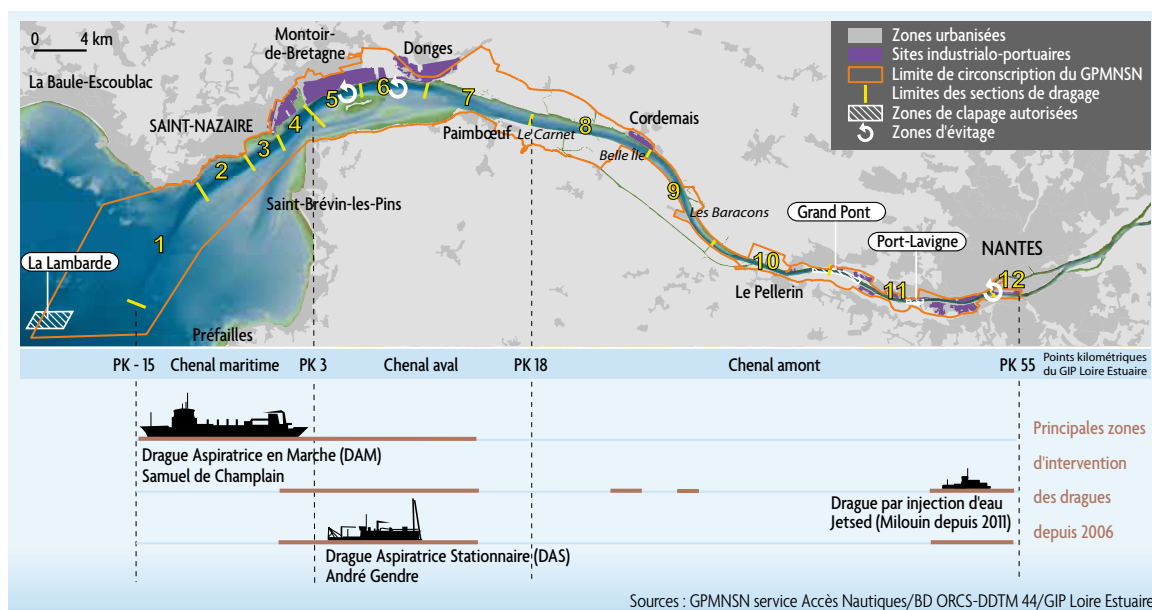 0 4 km
Montoir-
de-Bretagne
Donges
La Baule-Escoublac
SAINT-NAZAIRE
Zones urbanisées
Sites industrialo-portuaires
Limite de circonscription du GPMNSN
Limites des sections de dragage
Zones de clapage autorisées
Zones d'évitage
1
2
3
4
5
6
7
8
9
10
11
12
Paimbœuf
Le Carnet
Cordemais
Belle Île
Saint-Brévin-les-Pins
Les Baracons
Grand Pont
Port-Lavigne
NANTES
La Lambarde
Le Pellerin
Préfailles
PK - 15 Chenal maritime PK 3 Chenal aval PK 18 Chenal amont PK 55
Points kilométriques
du GIP Loire Estuaire
Drague Aspiratrice en Marche (DAM)
Samuel de Champlain
Drague par injection d'eau
Jetsed (Milouin depuis 2011)
Drague Aspiratrice Stationnaire (DAS)
André Gendre
Principales zones
d'intervention
des dragues
depuis 2006
Sources : GPMNSN service Accès Nautiques/BD ORCS-DDTM 44/GIP Loire Estuaire